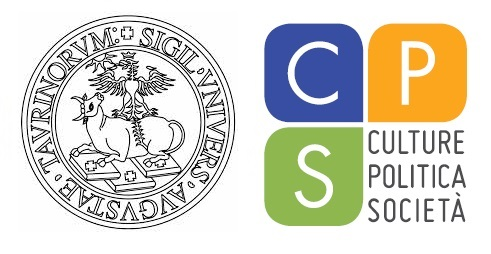 SIGIL·VNIVERS·AVGVSTAE·TAVRINORVM:
C P
S
CULTURE
POLITICA
SOCIETÀ